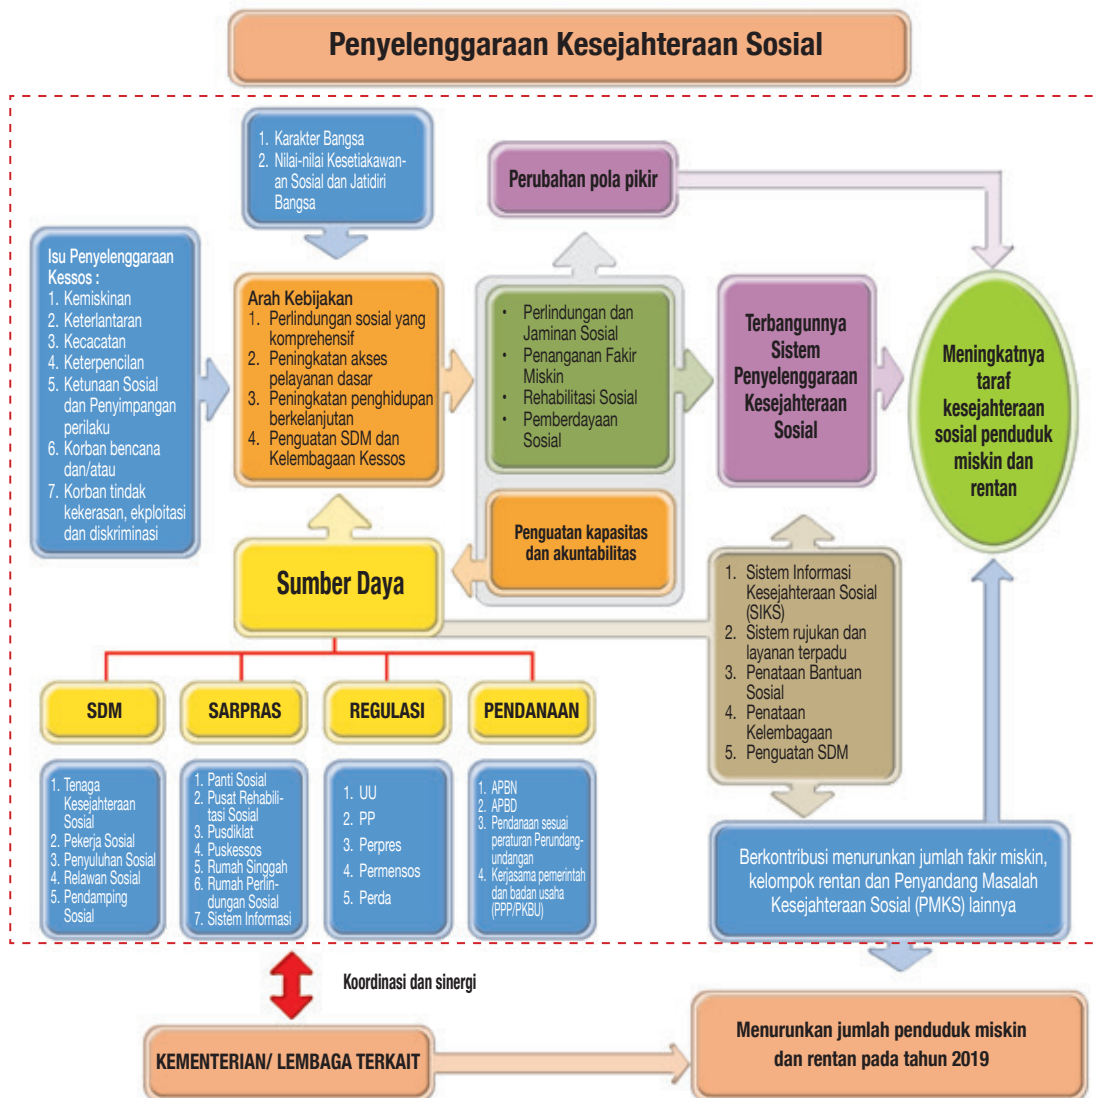 Penyelenggaraan Kesejahteraan Sosial
1. Karakter Bangsa
2. Nilai-nilai Kesetiakawan-
an Sosial dan Jatidiri
Bangsa
Perubahan pola pikir
Isu Penyelenggaraan
Kessos :
1. Kemiskinan
2. Keterlantaran
3. Kecacatan
4. Keterpencilan
5. Ketunaan Sosial
dan Penyimpangan
perilaku
6. Korban bencana
dan/atau
7. Korban tindak
kekerasan, ekploitasi
dan diskriminasi
Arah Kebijakan
1. Perlindungan sosial yang
komprehensif
2. Peningkatan akses
pelayanan dasar
3. Peningkatan penghidupan
berkelanjutan
4. Penguatan SDM dan
Kelembagaan Kessos
• Perlindungan dan
Jaminan Sosial
• Penanganan Fakir
Miskin
• Rehabilitasi Sosial
• Pemberdayaan
Sosial
Terbangunnya
Sistem
Penyelenggaraan
Kesejahteraan
Sosial
Meningkatnya
taraf
kesejahteraan
sosial penduduk
miskin dan
rentan
Penguatan kapasitas
dan akuntabilitas
Sumber Daya
1. Sistem Informasi
Kesejahteraan Sosial
(SIKS)
2. Sistem rujukan dan
layanan terpadu
3. Penataan Bantuan
Sosial
4. Penataan
Kelembagaan
5. Penguatan SDM
SDM
SARPRAS
REGULASI
PENDANAAN
1. Tenaga
Kesejahteraan
Sosial
2. Pekerja Sosial
3. Penyuluhan Sosial
4. Relawan Sosial
5. Pendamping
Sosial
1. Panti Sosial
2. Pusat Rehabili-
tasi Sosial
3. Pusdiklat
4. Puskessos
5. Rumah Singgah
6. Rumah Perlin-
dungan Sosial
7. Sistem Informasi
1. UU
2. PP
3. Perpres
4. Permensos
5. Perda
1. APBN
2. APBD
3. Pendanaan sesuai
peraturan Perundang-
undangan
4. Kerjasama pemerintah
dan badan usaha
(PPP/PKBU)
Berkontribusi menurunkan jumlah fakir miskin,
kelompok rentan dan Penyandang Masalah
Kesejahteraan Sosial (PMKS) lainnya
Koordinasi dan sinergi
KEMENTERIAN/ LEMBAGA TERKAIT
Menurunkan jumlah penduduk miskin
dan rentan pada tahun 2019